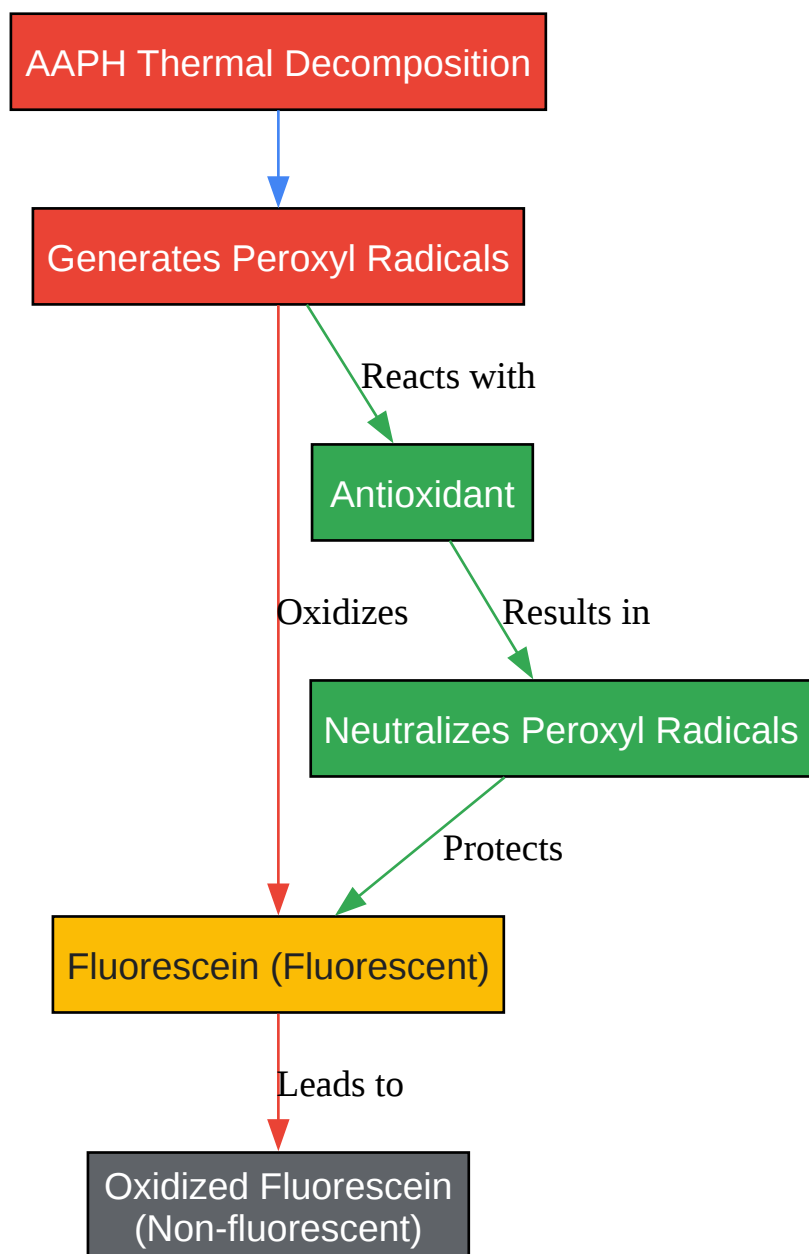 AAPH Thermal Decomposition
Generates Peroxyl Radicals
Reacts with
Antioxidant
Oxidizes
Results in
Neutralizes Peroxyl Radicals
Protects
Fluorescein (Fluorescent)
Leads to
Oxidized Fluorescein
(Non-fluorescent)